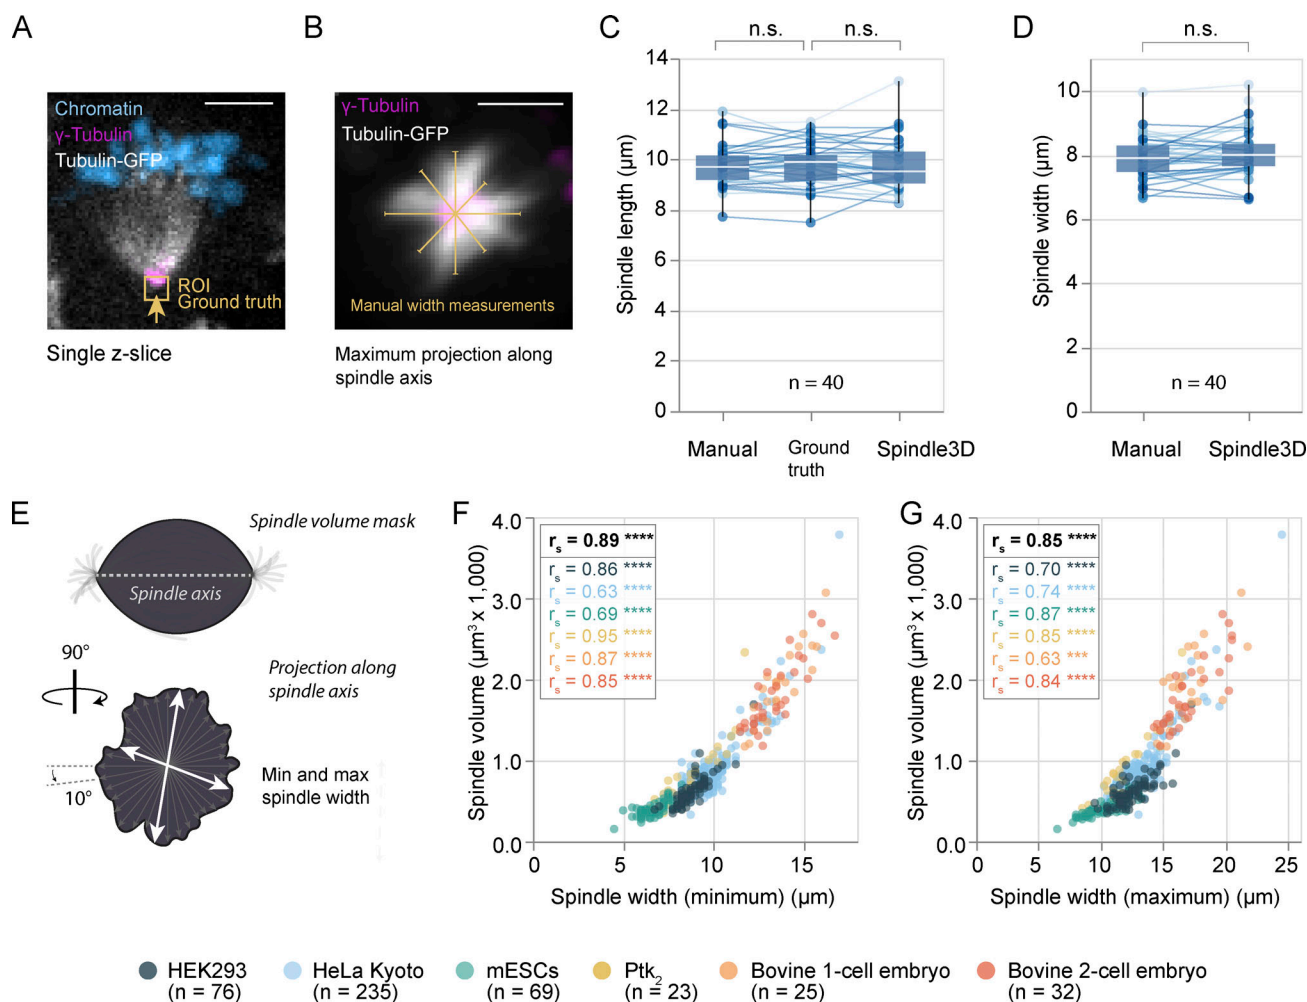 A
Chromatin
γ-Tubulin
Tubulin-GFP
ROI
Ground truth
Single z-slice
B
γ-Tubulin
Tubulin-GFP
Manual width measurements
Maximum projection along
spindle axis
C
n.s.
n.s.
Spindle length (µm)
14
12
10
8
6
4
2
0
n = 40
Manual
Ground
truth
Spindle3D
D
n.s.
Spindle width (µm)
10
8
6
4
2
0
n = 40
Manual
Spindle3D
E
Spindle volume mask
Spindle axis
90°
Projection along
spindle axis
10°
Min and max
spindle width
F
Spindle volume (µm³ x 1,000)
4.0
3.0
2.0
1.0
0.0
rₛ = 0.89 ****
rₛ = 0.86 ****
rₛ = 0.63 ****
rₛ = 0.69 ****
rₛ = 0.95 ****
rₛ = 0.87 ****
rₛ = 0.85 ****
0 5 10 15
Spindle width (minimum) (µm)
G
Spindle volume (µm³ x 1,000)
4.0
3.0
2.0
1.0
0.0
rₛ = 0.85 ****
rₛ = 0.70 ****
rₛ = 0.74 ****
rₛ = 0.87 ****
rₛ = 0.85 ****
rₛ = 0.63 ***
rₛ = 0.84 ****
0 5 10 15 20 25
Spindle width (maximum) (µm)
HEK293
(n = 76)
HeLa Kyoto
(n = 235)
mESCs
(n = 69)
Ptk₂
(n = 23)
Bovine 1-cell embryo
(n = 25)
Bovine 2-cell embryo
(n = 32)